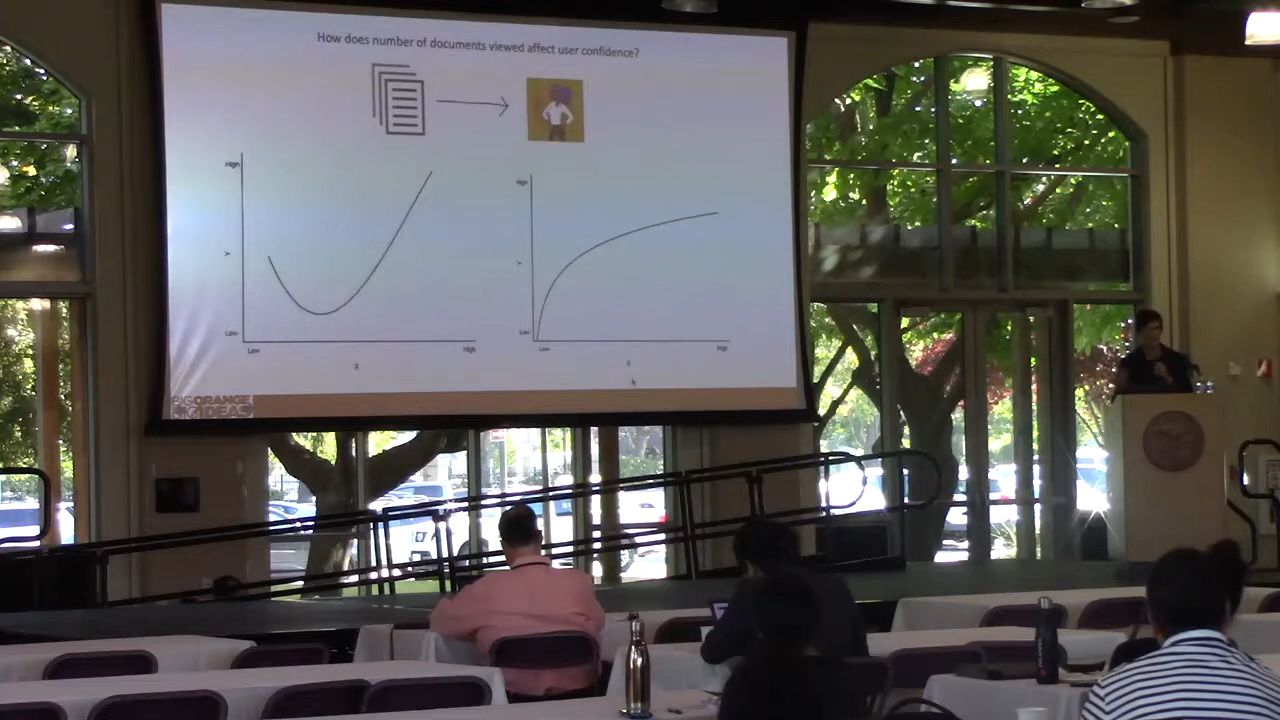 How does number of documents viewed affect user confidence?
High
Y
Low
Low
High
X
High
Y
Low
Low
High
X
BIG ORANGE
BIG IDEAS